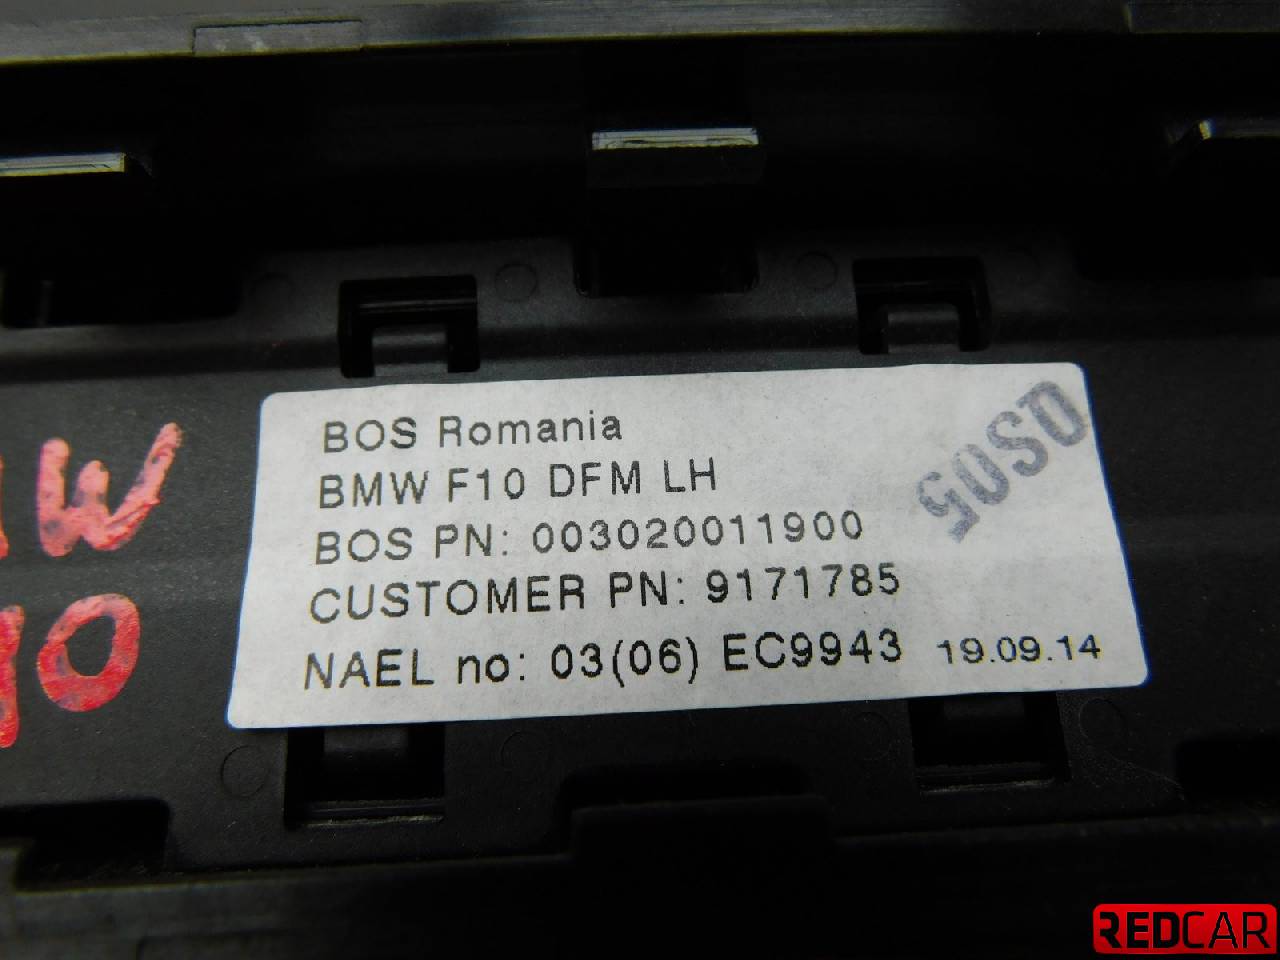 BOS Romania
BMW F10 DFM LH
BOS PN: 003020011900
CUSTOMER PN: 9171785
NAEL no: 03(06) EC9943 19.09.14
REDCAR